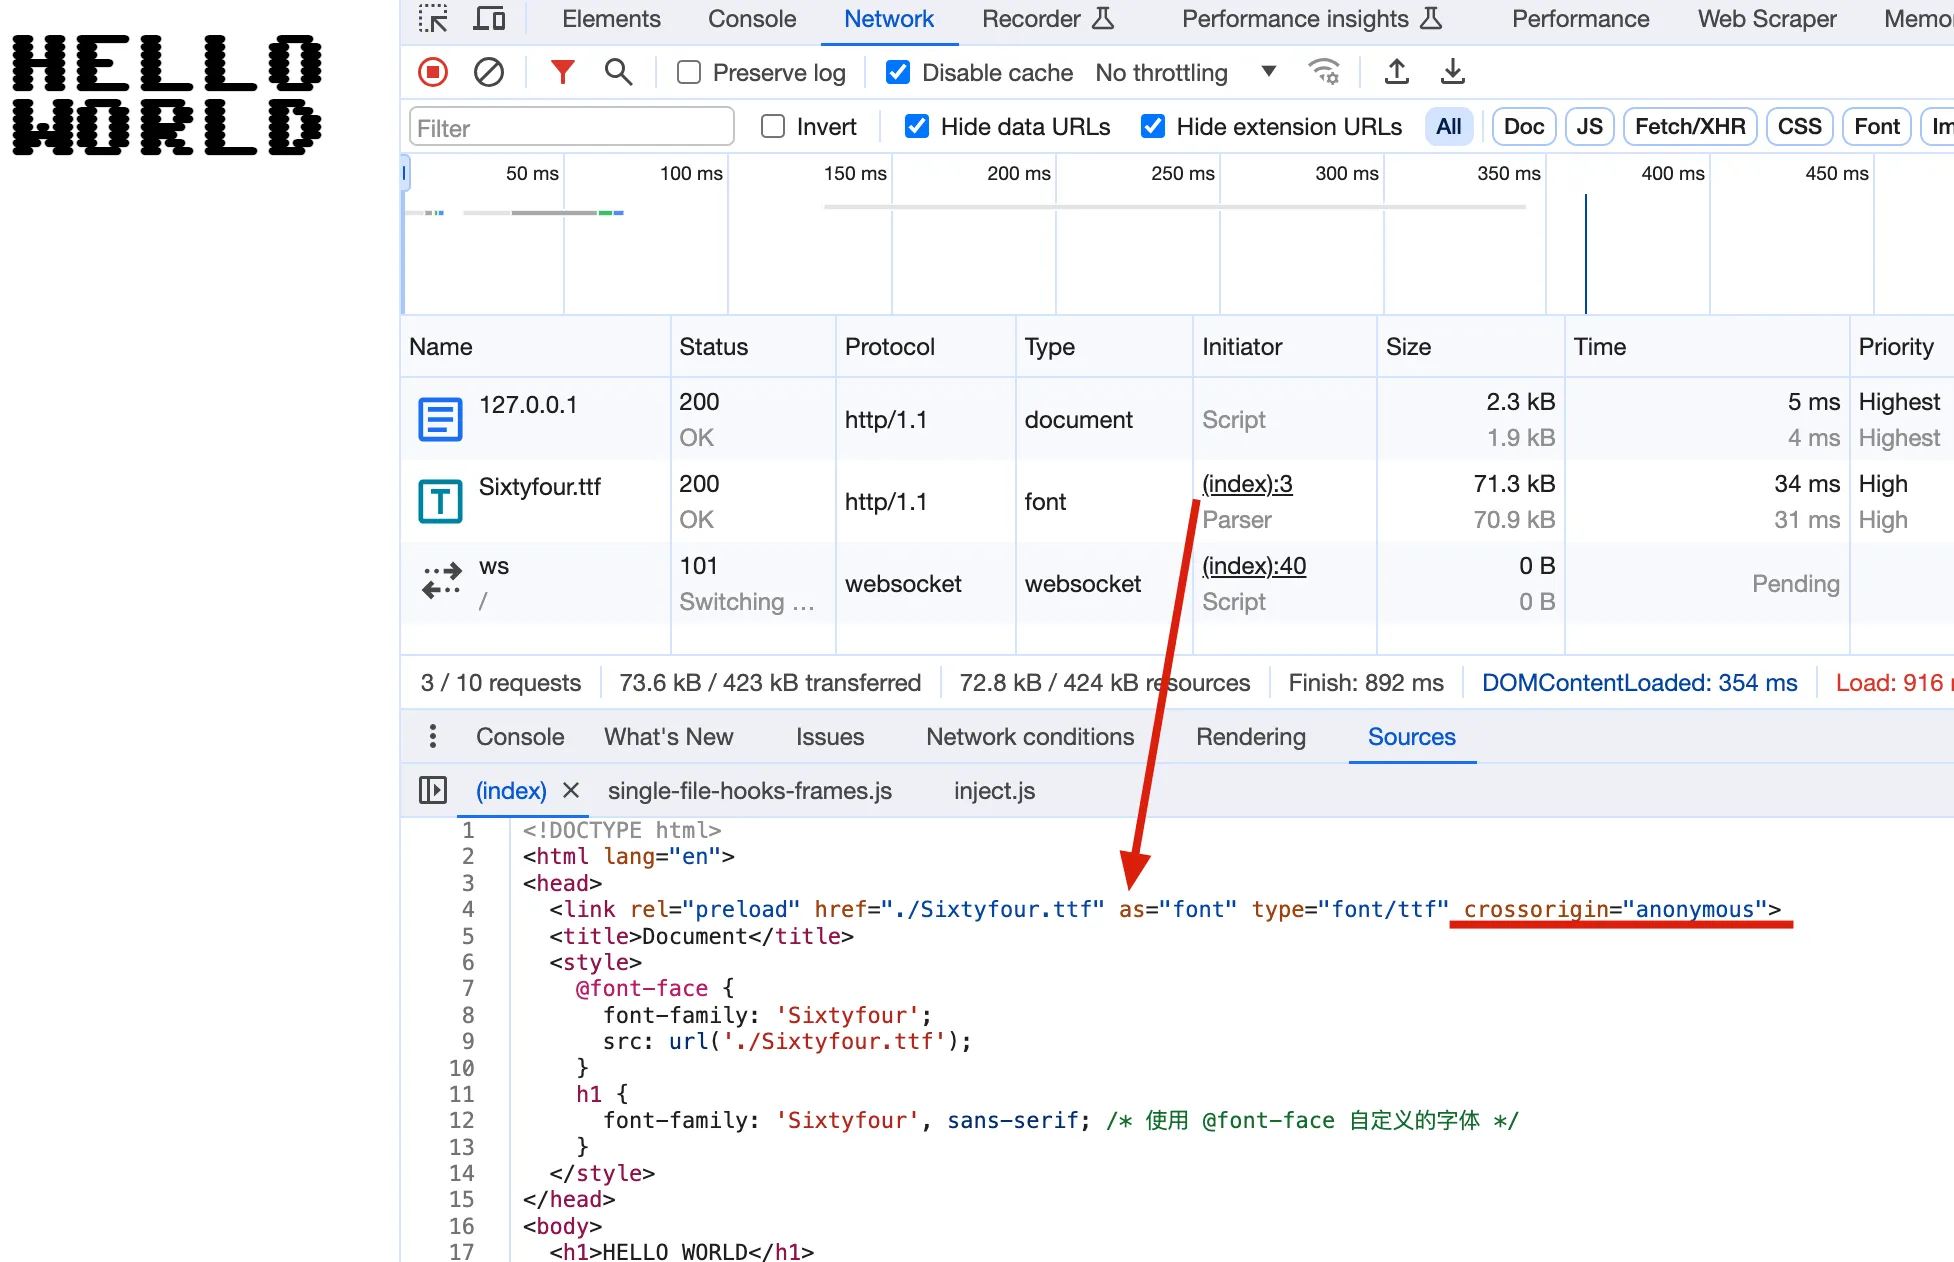 HELLO
WORLD
Elements Console Network Recorder Performance insights Performance Web Scraper
Preserve log Disable cache No throttling
Filter Invert Hide data URLs Hide extension URLs All Doc JS Fetch/XHR CSS Font
50 ms 100 ms 150 ms 200 ms 250 ms 300 ms 350 ms 400 ms 450 ms
Name Status Protocol Type Initiator Size Time Priority
127.0.0.1 200 http/1.1 document Script 2.3 kB 5 ms Highest
OK 1.9 kB 4 ms Highest
Sixtyfour.ttf 200 http/1.1 font (index):3 71.3 kB 34 ms High
OK Parser 70.9 kB 31 ms High
ws 101 websocket websocket (index):40 0 B Pending
/ Switching … Script 0 B
3 / 10 requests 73.6 kB / 423 kB transferred 72.8 kB / 424 kB resources Finish: 892 ms DOMContentLoaded: 354 ms Load: 916
Console What's New Issues Network conditions Rendering Sources
(index) single-file-hooks-frames.js inject.js
1 <!DOCTYPE html>
2 <html lang="en">
3 <head>
4 <link rel="preload" href="./Sixtyfour.ttf" as="font" type="font/ttf" crossorigin="anonymous">
5 <title>Document</title>
6 <style>
7 @font-face {
8 font-family: 'Sixtyfour';
9 src: url('./Sixtyfour.ttf');
10 }
11 h1 {
12 font-family: 'Sixtyfour', sans-serif; /* 使用 @font-face 自定义的字体 */
13 }
14 </style>
15 </head>
16 <body>
17 <h1>HELLO WORLD</h1>